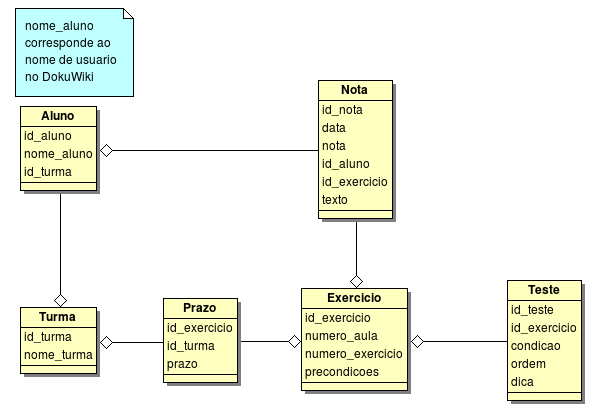 nome_aluno
corresponde ao
nome de usuario
no DokuWiki
Aluno
id_aluno
nome_aluno
id_turma
Nota
id_nota
data
nota
id_aluno
id_exercicio
texto
Turma
id_turma
nome_turma
Prazo
id_exercicio
id_turma
prazo
Exercicio
id_exercicio
numero_aula
numero_exercicio
precondicoes
Teste
id_teste
id_exercicio
condicao
ordem
dica